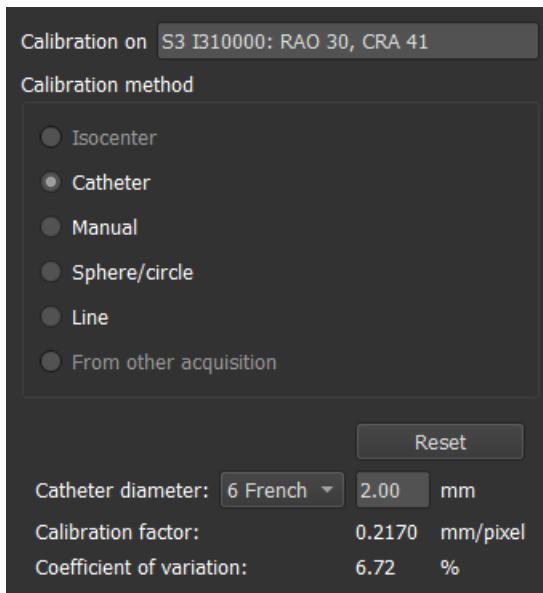 Calibration on S3 I310000: RAO 30, CRA 41
Calibration method
Isocenter
Catheter
Manual
Sphere/circle
Line
From other acquisition
Reset
Catheter diameter: 6 French 2.00 mm
Calibration factor: 0.2170 mm/pixel
Coefficient of variation: 6.72 %